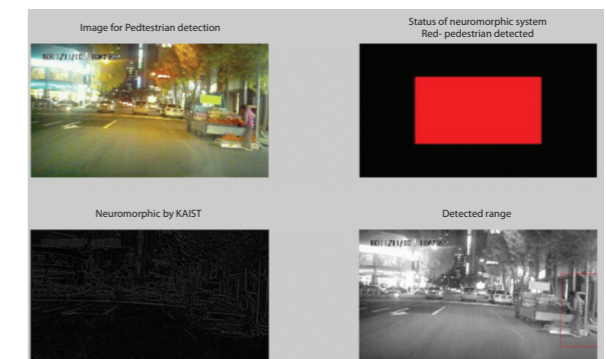 Image for Pedtestrian detection
Status of neuromorphic system
Red- pedestrian detected
Neuromorphic by KAIST
Detected range